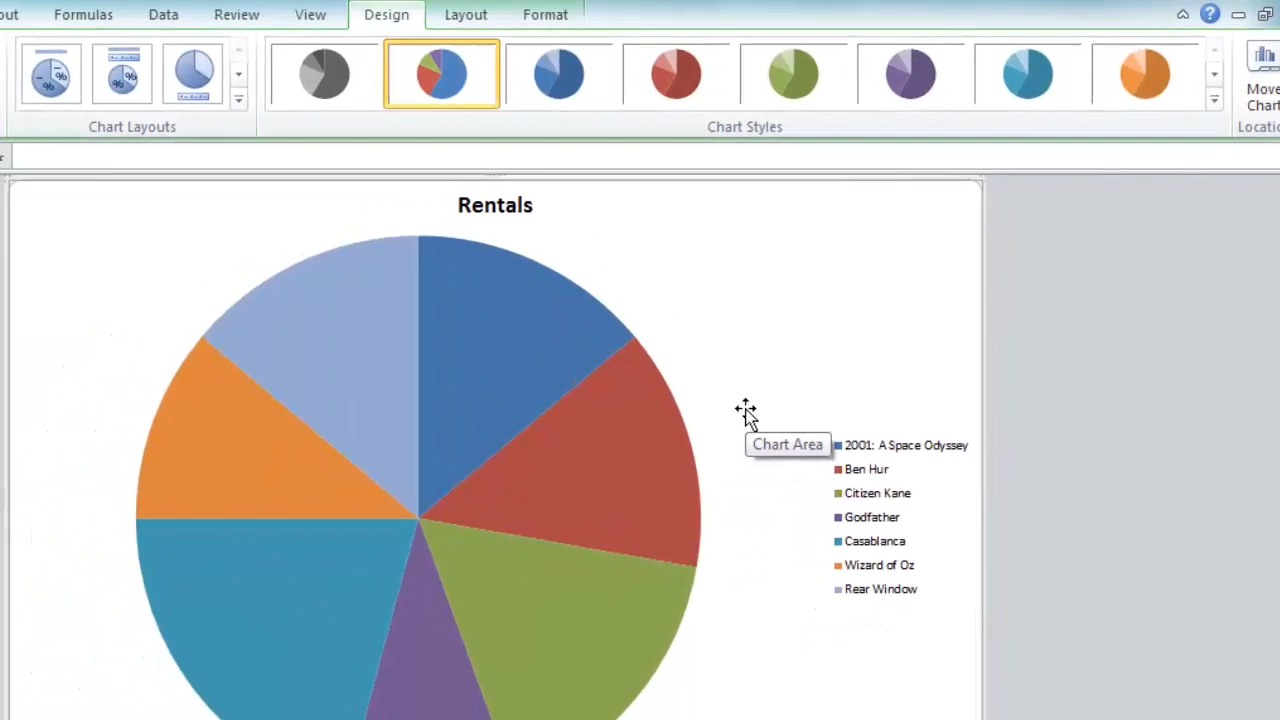 out Formulas Data Review View Design Layout Format
% % % %
Move
Chart
Chart Layouts Chart Styles Locatio
Rentals
Chart Area
2001: A Space Odyssey
Ben Hur
Citizen Kane
Godfather
Casablanca
Wizard of Oz
Rear Window